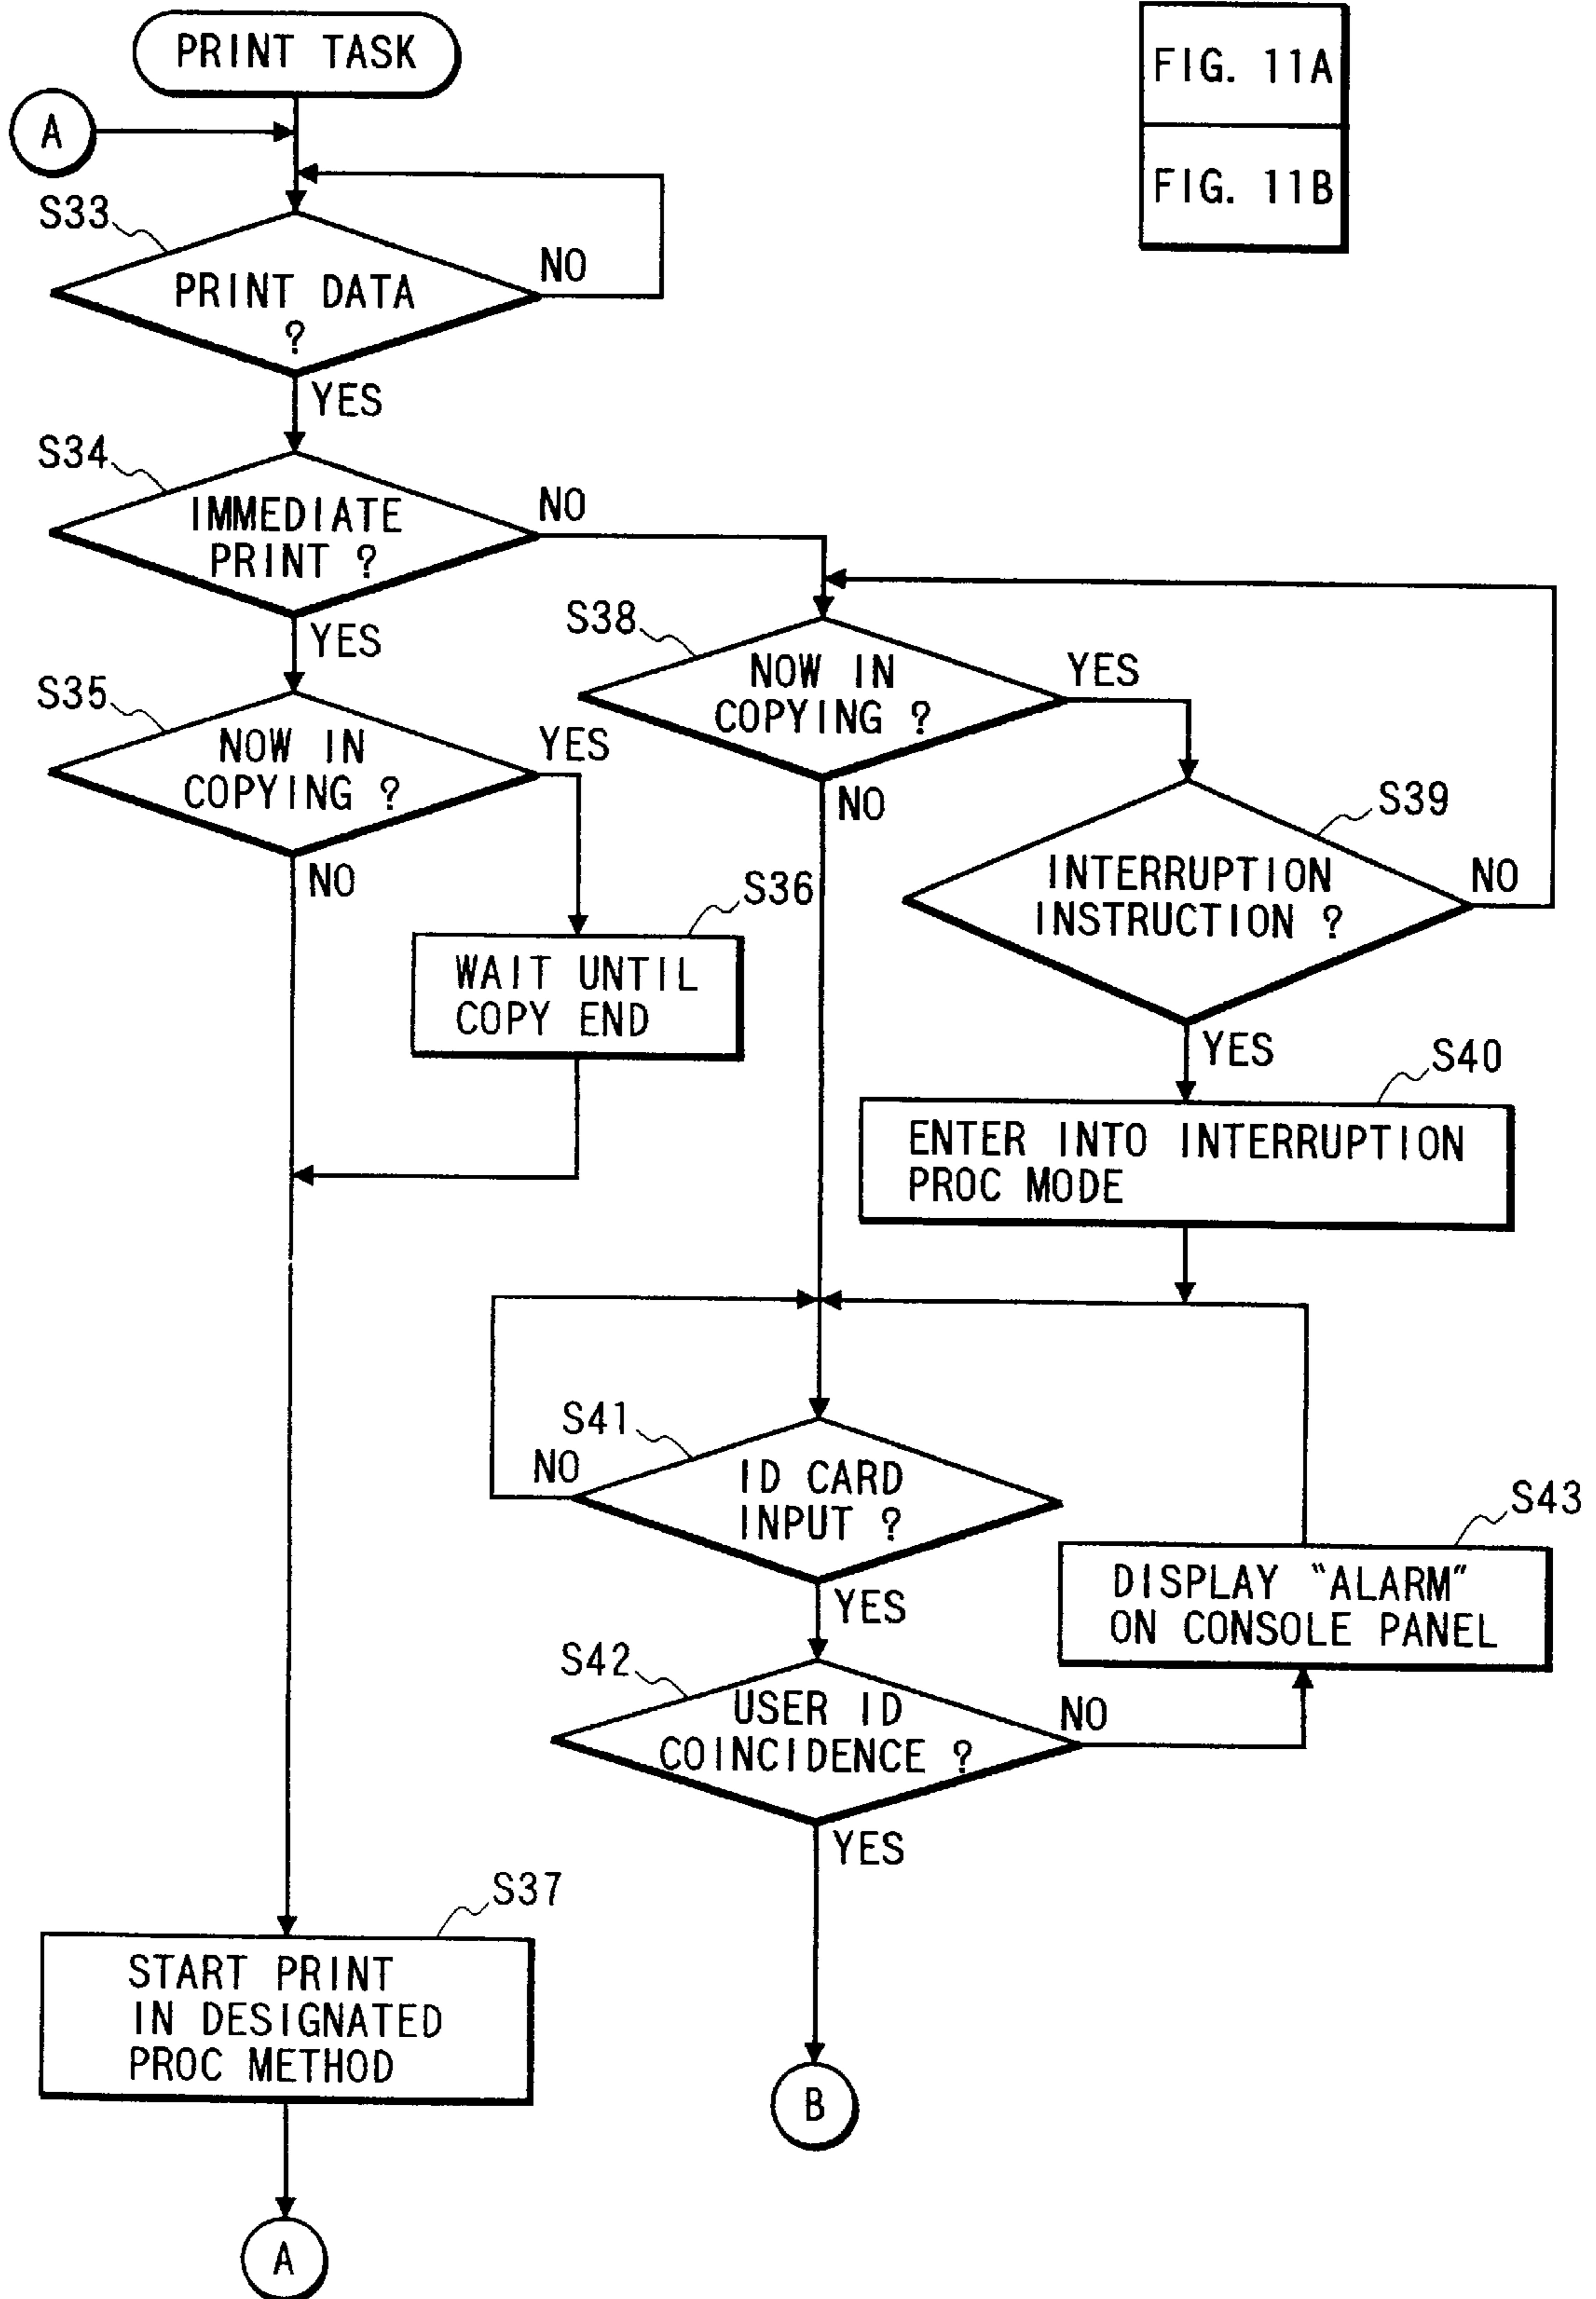 PRINT TASK
FIG. 11A
A
FIG. 11B
S33
NO
PRINT DATA
?
YES
S34
NO
IMMEDIATE
PRINT ?
YES
S38
YES
NOW IN
COPYING ?
NO
S35
YES
NOW IN
COPYING ?
NO
S39
NO
INTERRUPTION
INSTRUCTION ?
YES
S36
WAIT UNTIL
COPY END
S40
ENTER INTO INTERRUPTION
PROC MODE
S41
NO
ID CARD
INPUT ?
YES
S43
DISPLAY "ALARM"
ON CONSOLE PANEL
S42
NO
USER ID
COINCIDENCE ?
YES
S37
START PRINT
IN DESIGNATED
PROC METHOD
B
A